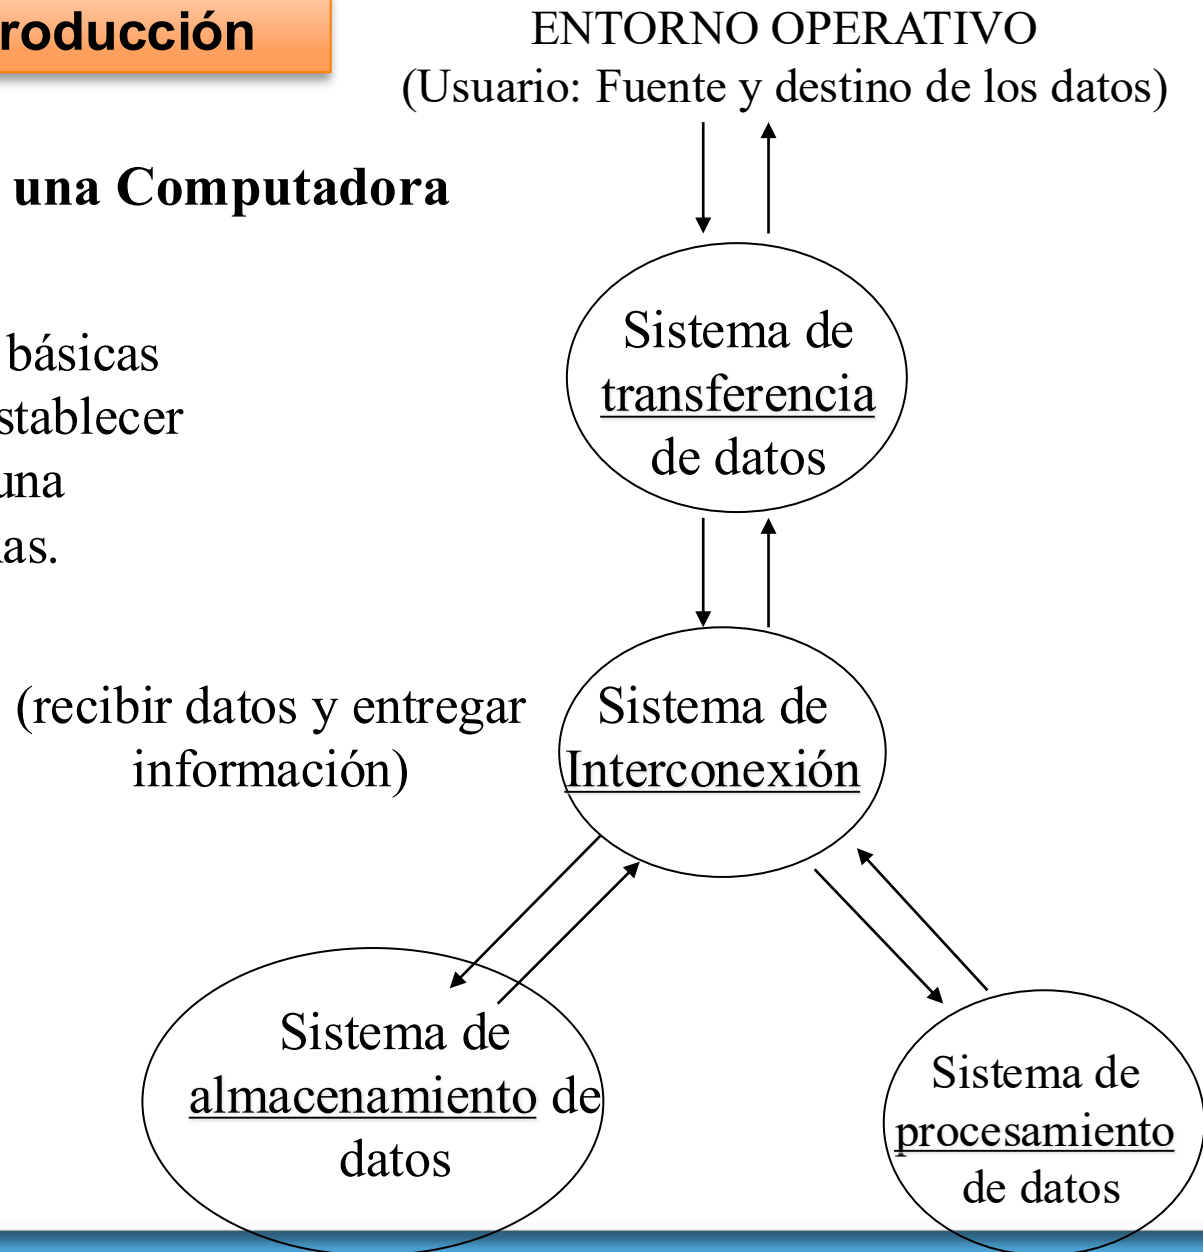 roducción
ENTORNO OPERATIVO
(Usuario: Fuente y destino de los datos)
una Computadora
básicas
stablecer
una
as.
Sistema de
transferencia
de datos
(recibir datos y entregar
información)
Sistema de
Interconexión
Sistema de
almacenamiento de
datos
Sistema de
procesamiento
de datos